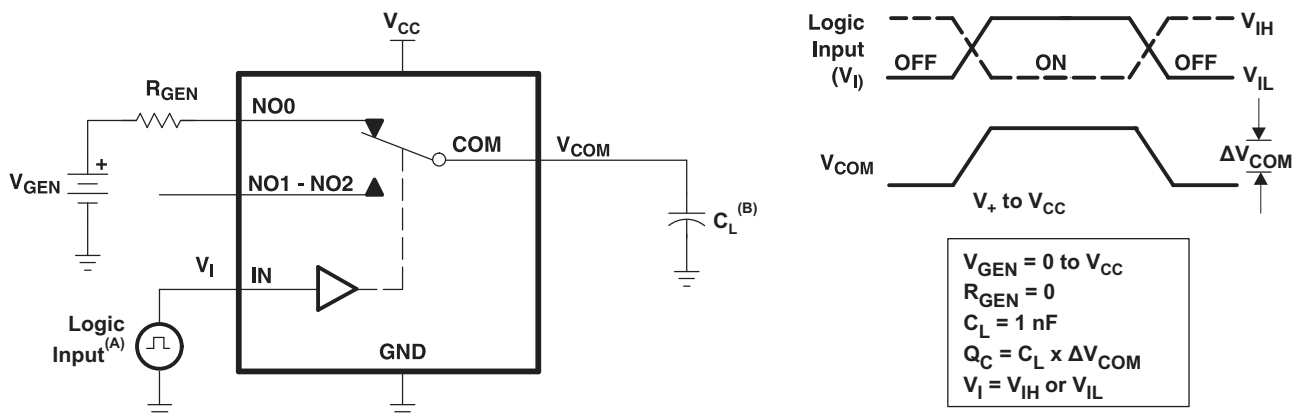 V_CC
R_GEN
NO0
COM
V_COM
V_GEN
+
NO1 - NO2
C_L^(B)
V_I
IN
Logic
Input^(A)
GND
Logic
Input
(V_I)
OFF
ON
OFF
V_IH
V_IL
V_COM
ΔV_COM
V_+ to V_CC
V_GEN = 0 to V_CC
R_GEN = 0
C_L = 1 nF
Q_C = C_L x ΔV_COM
V_I = V_IH or V_IL